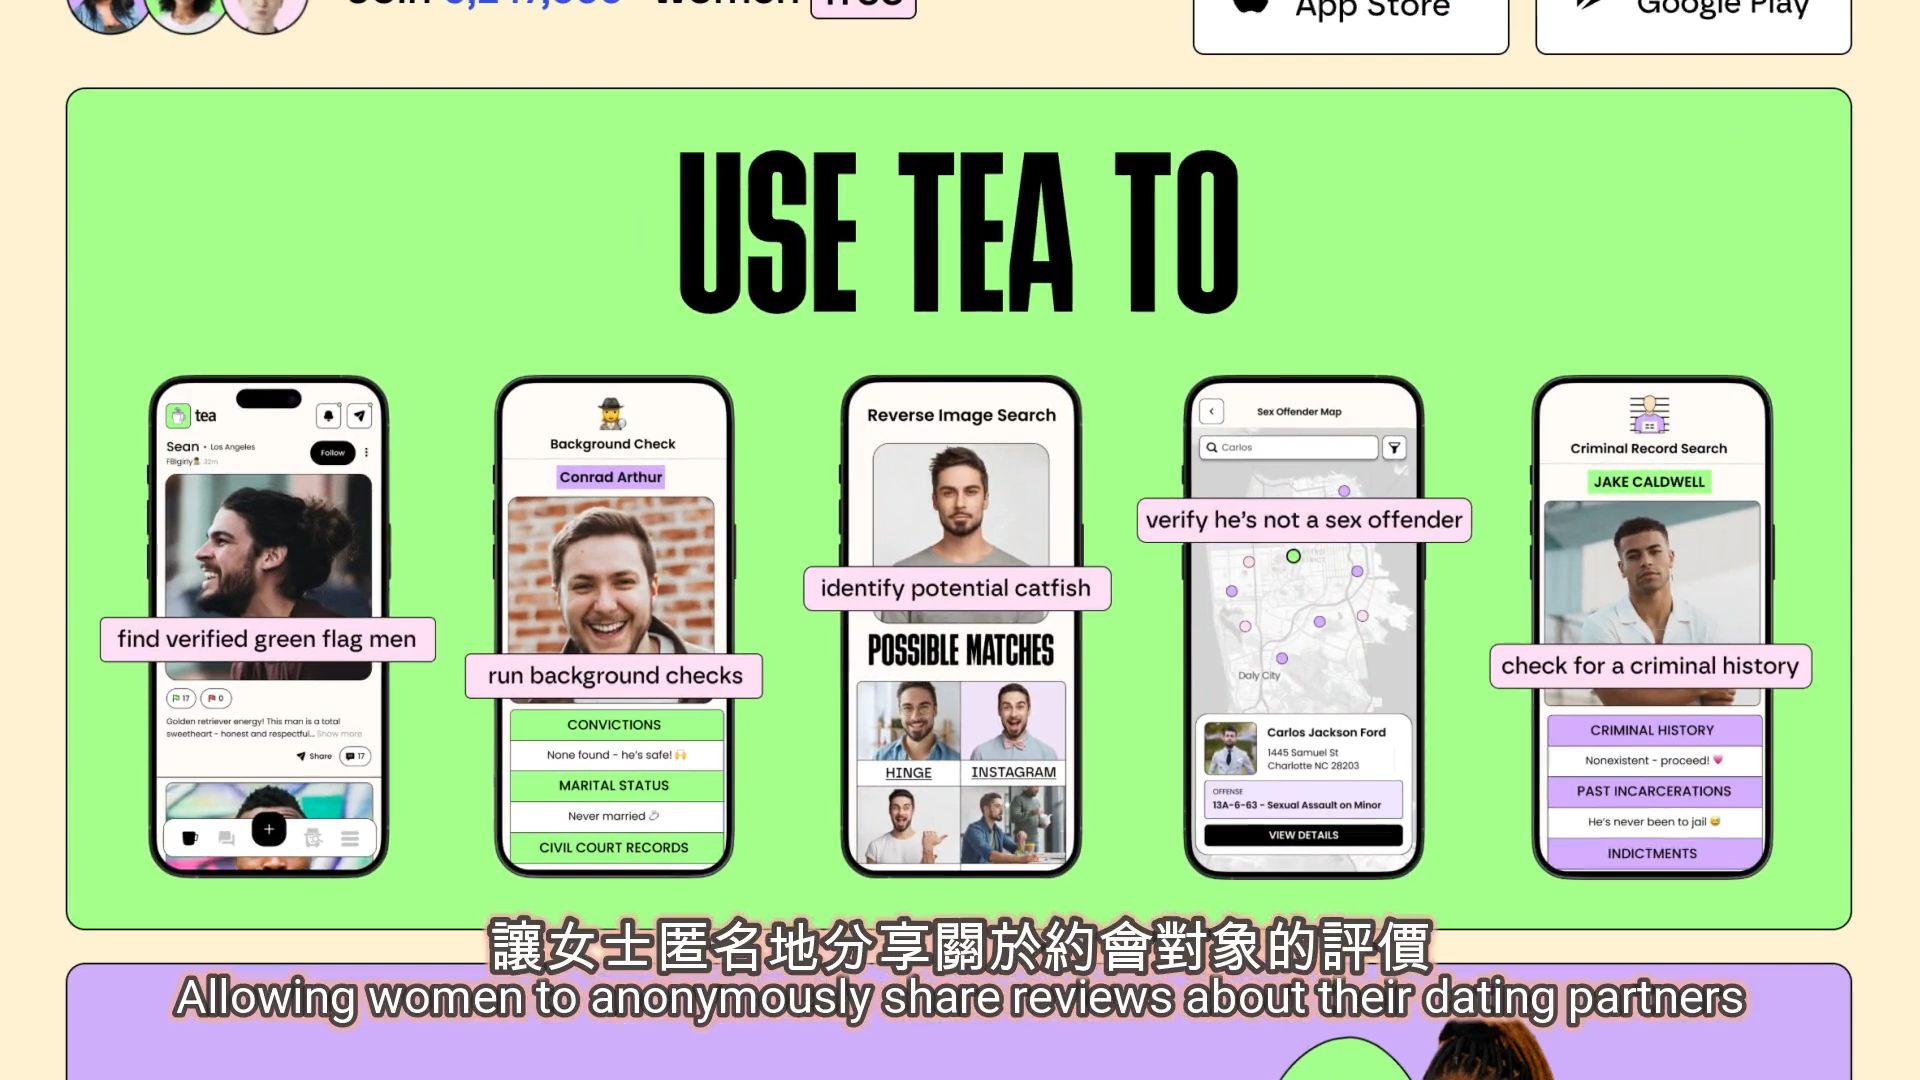 App Store
Google Play
USE TEA TO
tea
Sean • Los Angeles
FBIgirly 32m
Follow
find verified green flag men
17
0
Golden retriever energy! This man is a total
sweetheart - honest and respectful... Show more
Share
17
Background Check
Conrad Arthur
run background checks
CONVICTIONS
None found - he's safe! 🙌
MARITAL STATUS
Never married
CIVIL COURT RECORDS
Reverse Image Search
identify potential catfish
POSSIBLE MATCHES
HINGE
INSTAGRAM
Sex Offender Map
Carlos
verify he's not a sex offender
Daly City
Carlos Jackson Ford
1445 Samuel St
Charlotte NC 28203
OFFENSE
13A-6-63 - Sexual Assault on Minor
VIEW DETAILS
Criminal Record Search
JAKE CALDWELL
check for a criminal history
CRIMINAL HISTORY
Nonexistent - proceed! 💗
PAST INCARCERATIONS
He's never been to jail 😅
INDICTMENTS
讓女士匿名地分享關於約會對象的評價
Allowing women to anonymously share reviews about their dating partners